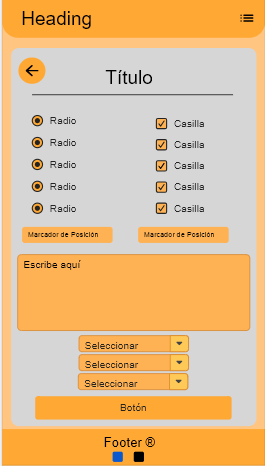 Heading
Título
Radio
Casilla
Radio
Casilla
Radio
Casilla
Radio
Casilla
Radio
Casilla
Marcador de Posición
Marcador de Posición
Escribe aquí
Seleccionar
Seleccionar
Seleccionar
Botón
Footer ®